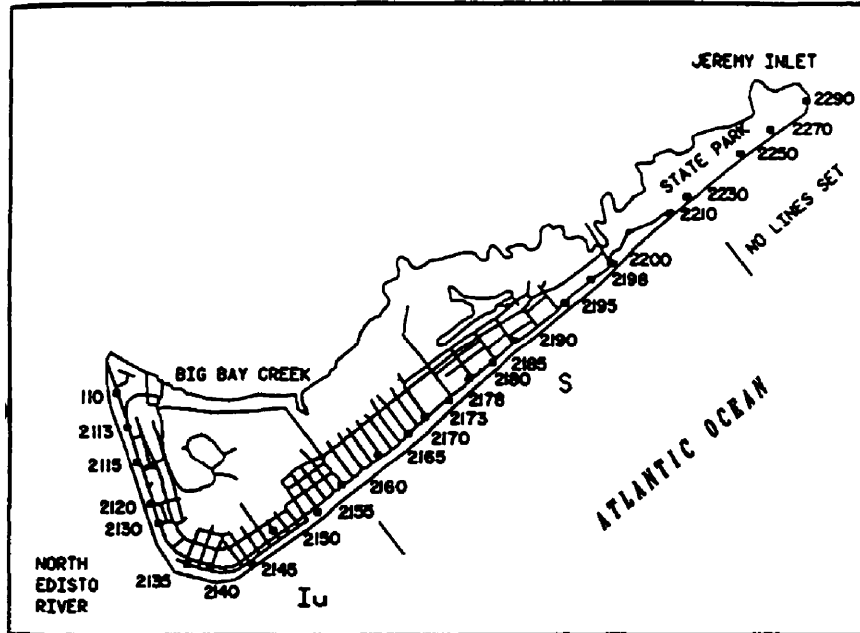 JEREMY INLET
2290
2270
2250
STATE PARK
2230
2210
NO LINES SET
2200
2198
2195
2190
2185
2180
S
2178
2173
2170
2165
2160
2155
2150
2145
2140
2135
BIG BAY CREEK
110
2113
2115
2120
2130
NORTH
EDISTO
RIVER
Iu
ATLANTIC OCEAN